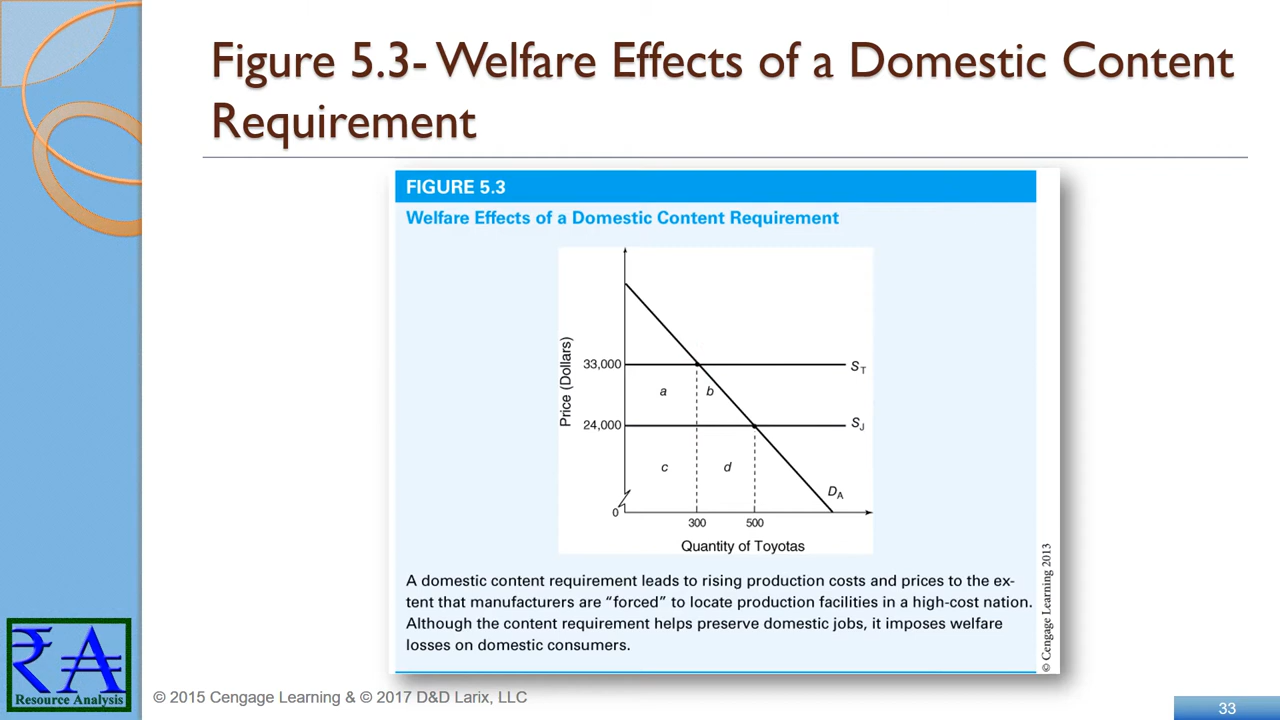 Figure 5.3- Welfare Effects of a Domestic Content
Requirement
FIGURE 5.3
Welfare Effects of a Domestic Content Requirement
Price (Dollars)
33,000
24,000
0
a
b
c
d
S_T
S_J
D_A
300
500
Quantity of Toyotas
A domestic content requirement leads to rising production costs and prices to the ex-
tent that manufacturers are “forced” to locate production facilities in a high-cost nation.
Although the content requirement helps preserve domestic jobs, it imposes welfare
losses on domestic consumers.
© Cengage Learning 2013
₹ A
Resource Analysis
© 2015 Cengage Learning & © 2017 D&D Larix, LLC
33